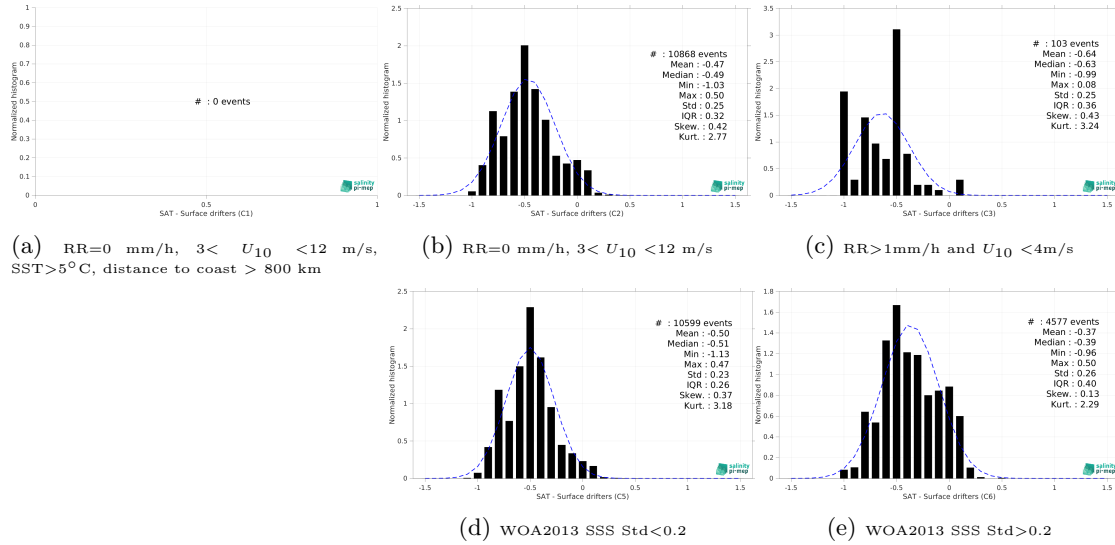 1
0.9
0.8
0.7
0.6
0.5
0.4
0.3
0.2
0.1
0
Normalized histogram
# : 0 events
salinity
pi-mep
0 0.5 1
SAT - Surface drifters (C1)
(a) RR=0 mm/h, 3< U10 <12 m/s,
SST>5°C, distance to coast > 800 km
2.5
2
1.5
1
0.5
0
Normalized histogram
# : 10868 events
Mean : -0.47
Median : -0.49
Min : -1.03
Max : 0.50
Std : 0.25
IQR : 0.32
Skew. : 0.42
Kurt. : 2.77
salinity
pi-mep
-1.5 -1 -0.5 0 0.5 1 1.5
SAT - Surface drifters (C2)
(b) RR=0 mm/h, 3< U10 <12 m/s
3.5
3
2.5
2
1.5
1
0.5
0
Normalized histogram
# : 103 events
Mean : -0.64
Median : -0.63
Min : -0.99
Max : 0.08
Std : 0.25
IQR : 0.36
Skew. : 0.43
Kurt. : 3.24
salinity
pi-mep
-1.5 -1 -0.5 0 0.5 1 1.5
SAT - Surface drifters (C3)
(c) RR>1mm/h and U10 <4m/s
2.5
2
1.5
1
0.5
0
Normalized histogram
# : 10599 events
Mean : -0.50
Median : -0.51
Min : -1.13
Max : 0.47
Std : 0.23
IQR : 0.26
Skew. : 0.37
Kurt. : 3.18
salinity
pi-mep
-1.5 -1 -0.5 0 0.5 1 1.5
SAT - Surface drifters (C5)
(d) WOA2013 SSS Std<0.2
1.8
1.6
1.4
1.2
1
0.8
0.6
0.4
0.2
0
Normalized histogram
# : 4577 events
Mean : -0.37
Median : -0.39
Min : -0.96
Max : 0.50
Std : 0.26
IQR : 0.40
Skew. : 0.13
Kurt. : 2.29
salinity
pi-mep
-1.5 -1 -0.5 0 0.5 1 1.5
SAT - Surface drifters (C6)
(e) WOA2013 SSS Std>0.2